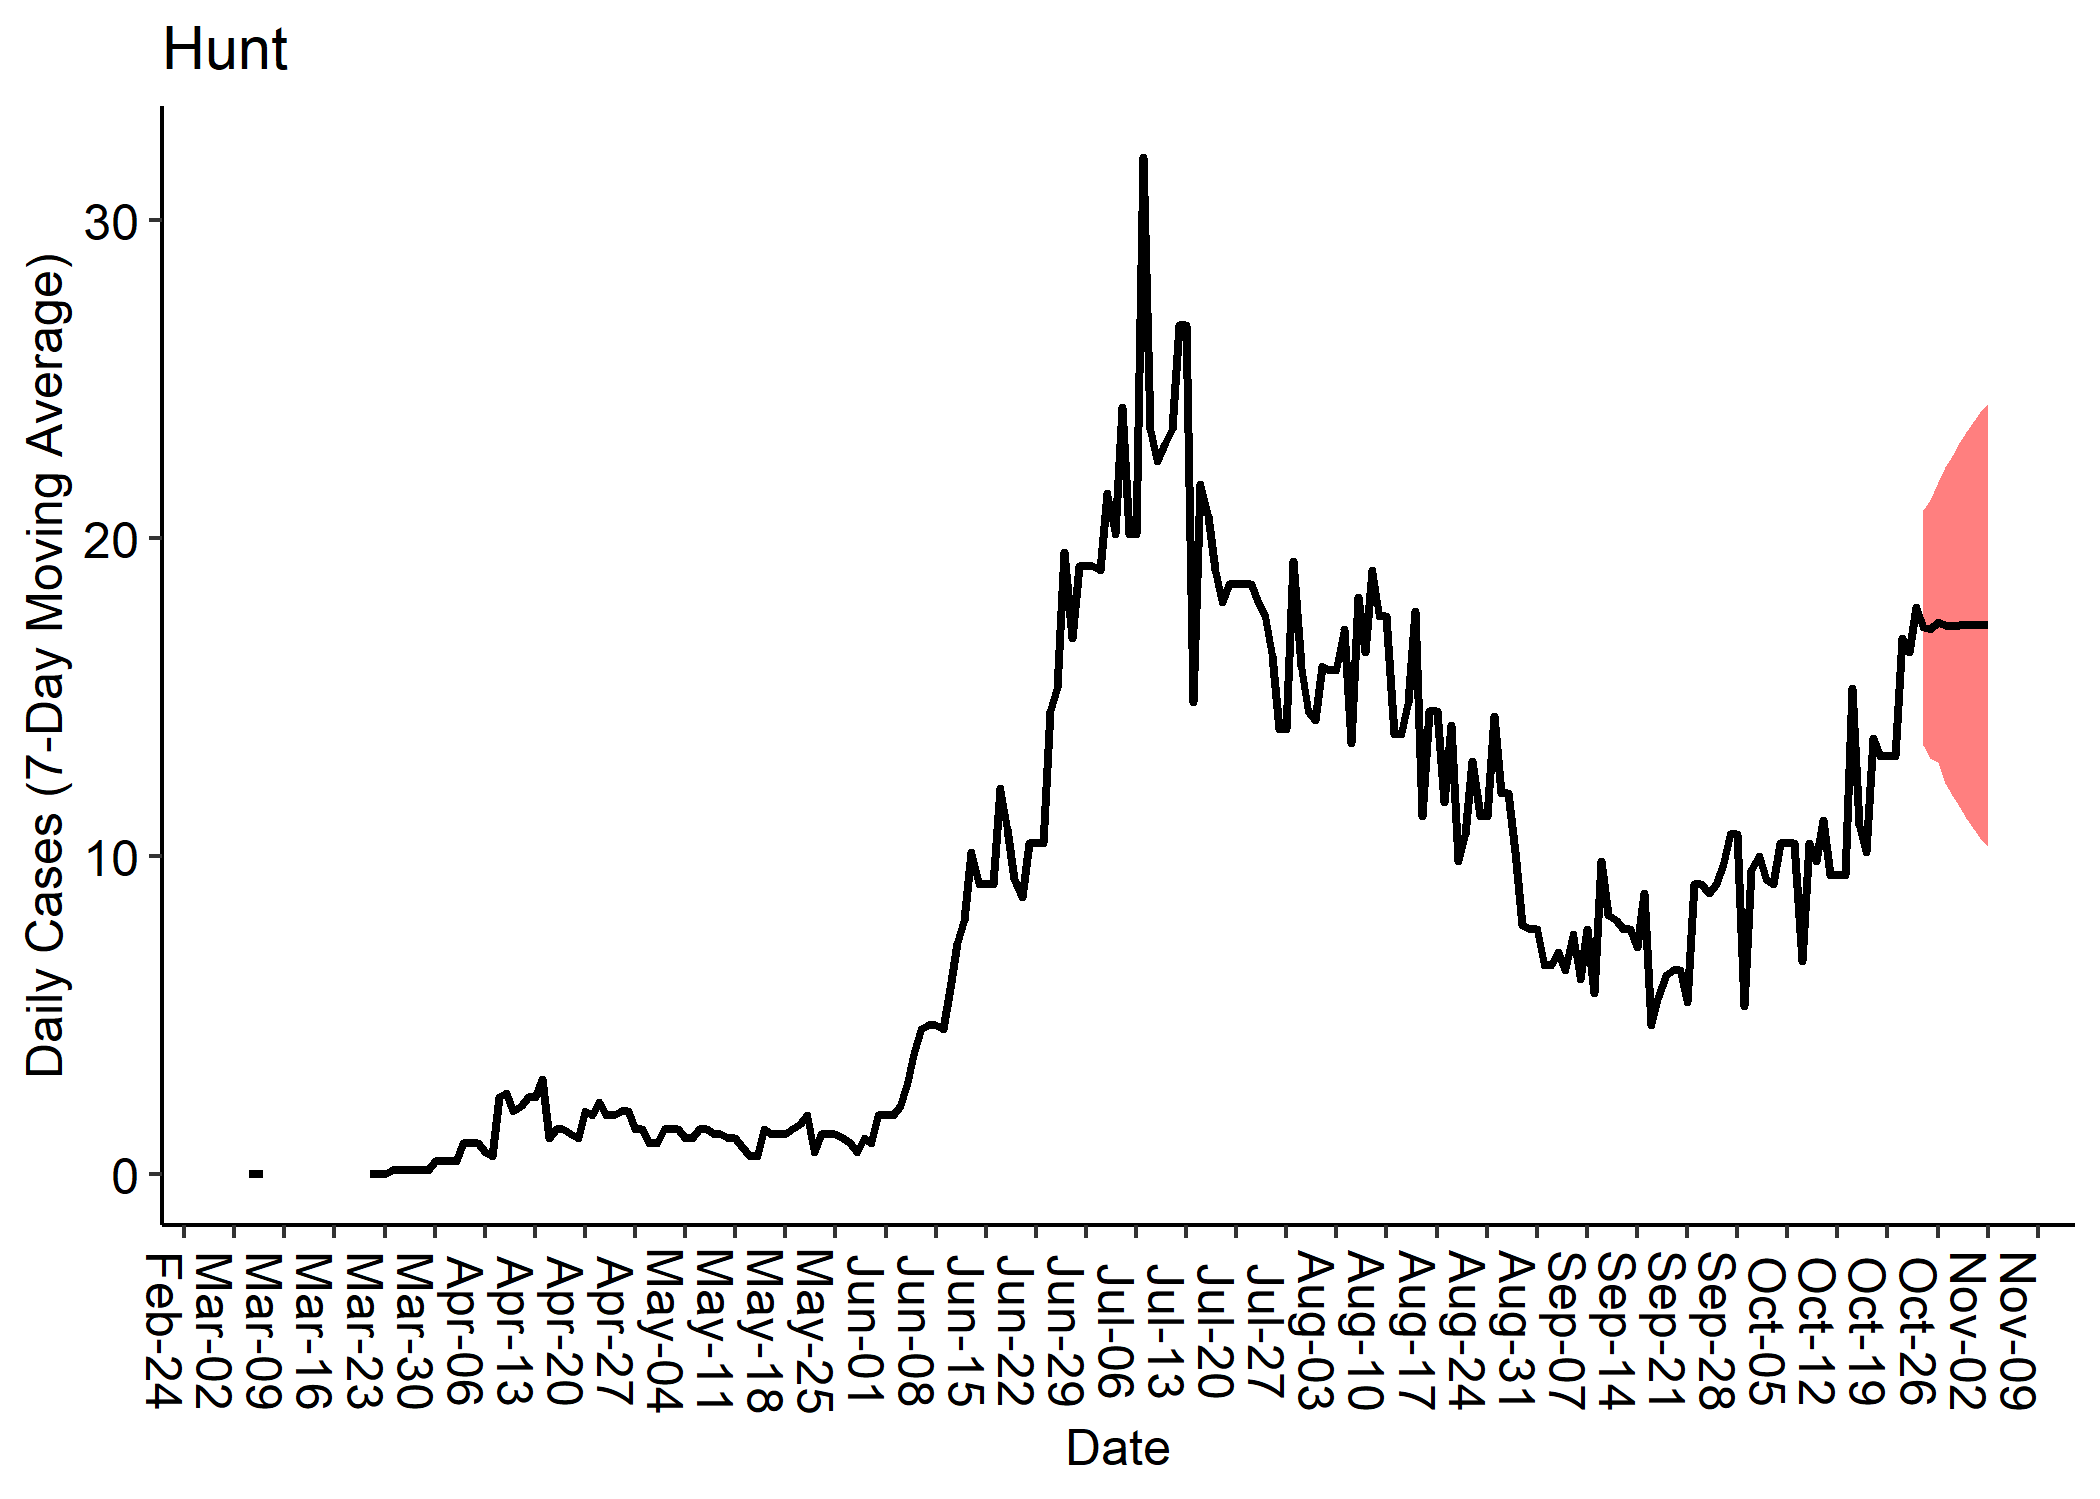 Hunt
Daily Cases (7-Day Moving Average)
30
20
10
0
Feb-24
Mar-02
Mar-09
Mar-16
Mar-23
Mar-30
Apr-06
Apr-13
Apr-20
Apr-27
May-04
May-11
May-18
May-25
Jun-01
Jun-08
Jun-15
Jun-22
Jun-29
Jul-06
Jul-13
Jul-20
Jul-27
Aug-03
Aug-10
Aug-17
Aug-24
Aug-31
Sep-07
Sep-14
Sep-21
Sep-28
Oct-05
Oct-12
Oct-19
Oct-26
Nov-02
Nov-09
Date